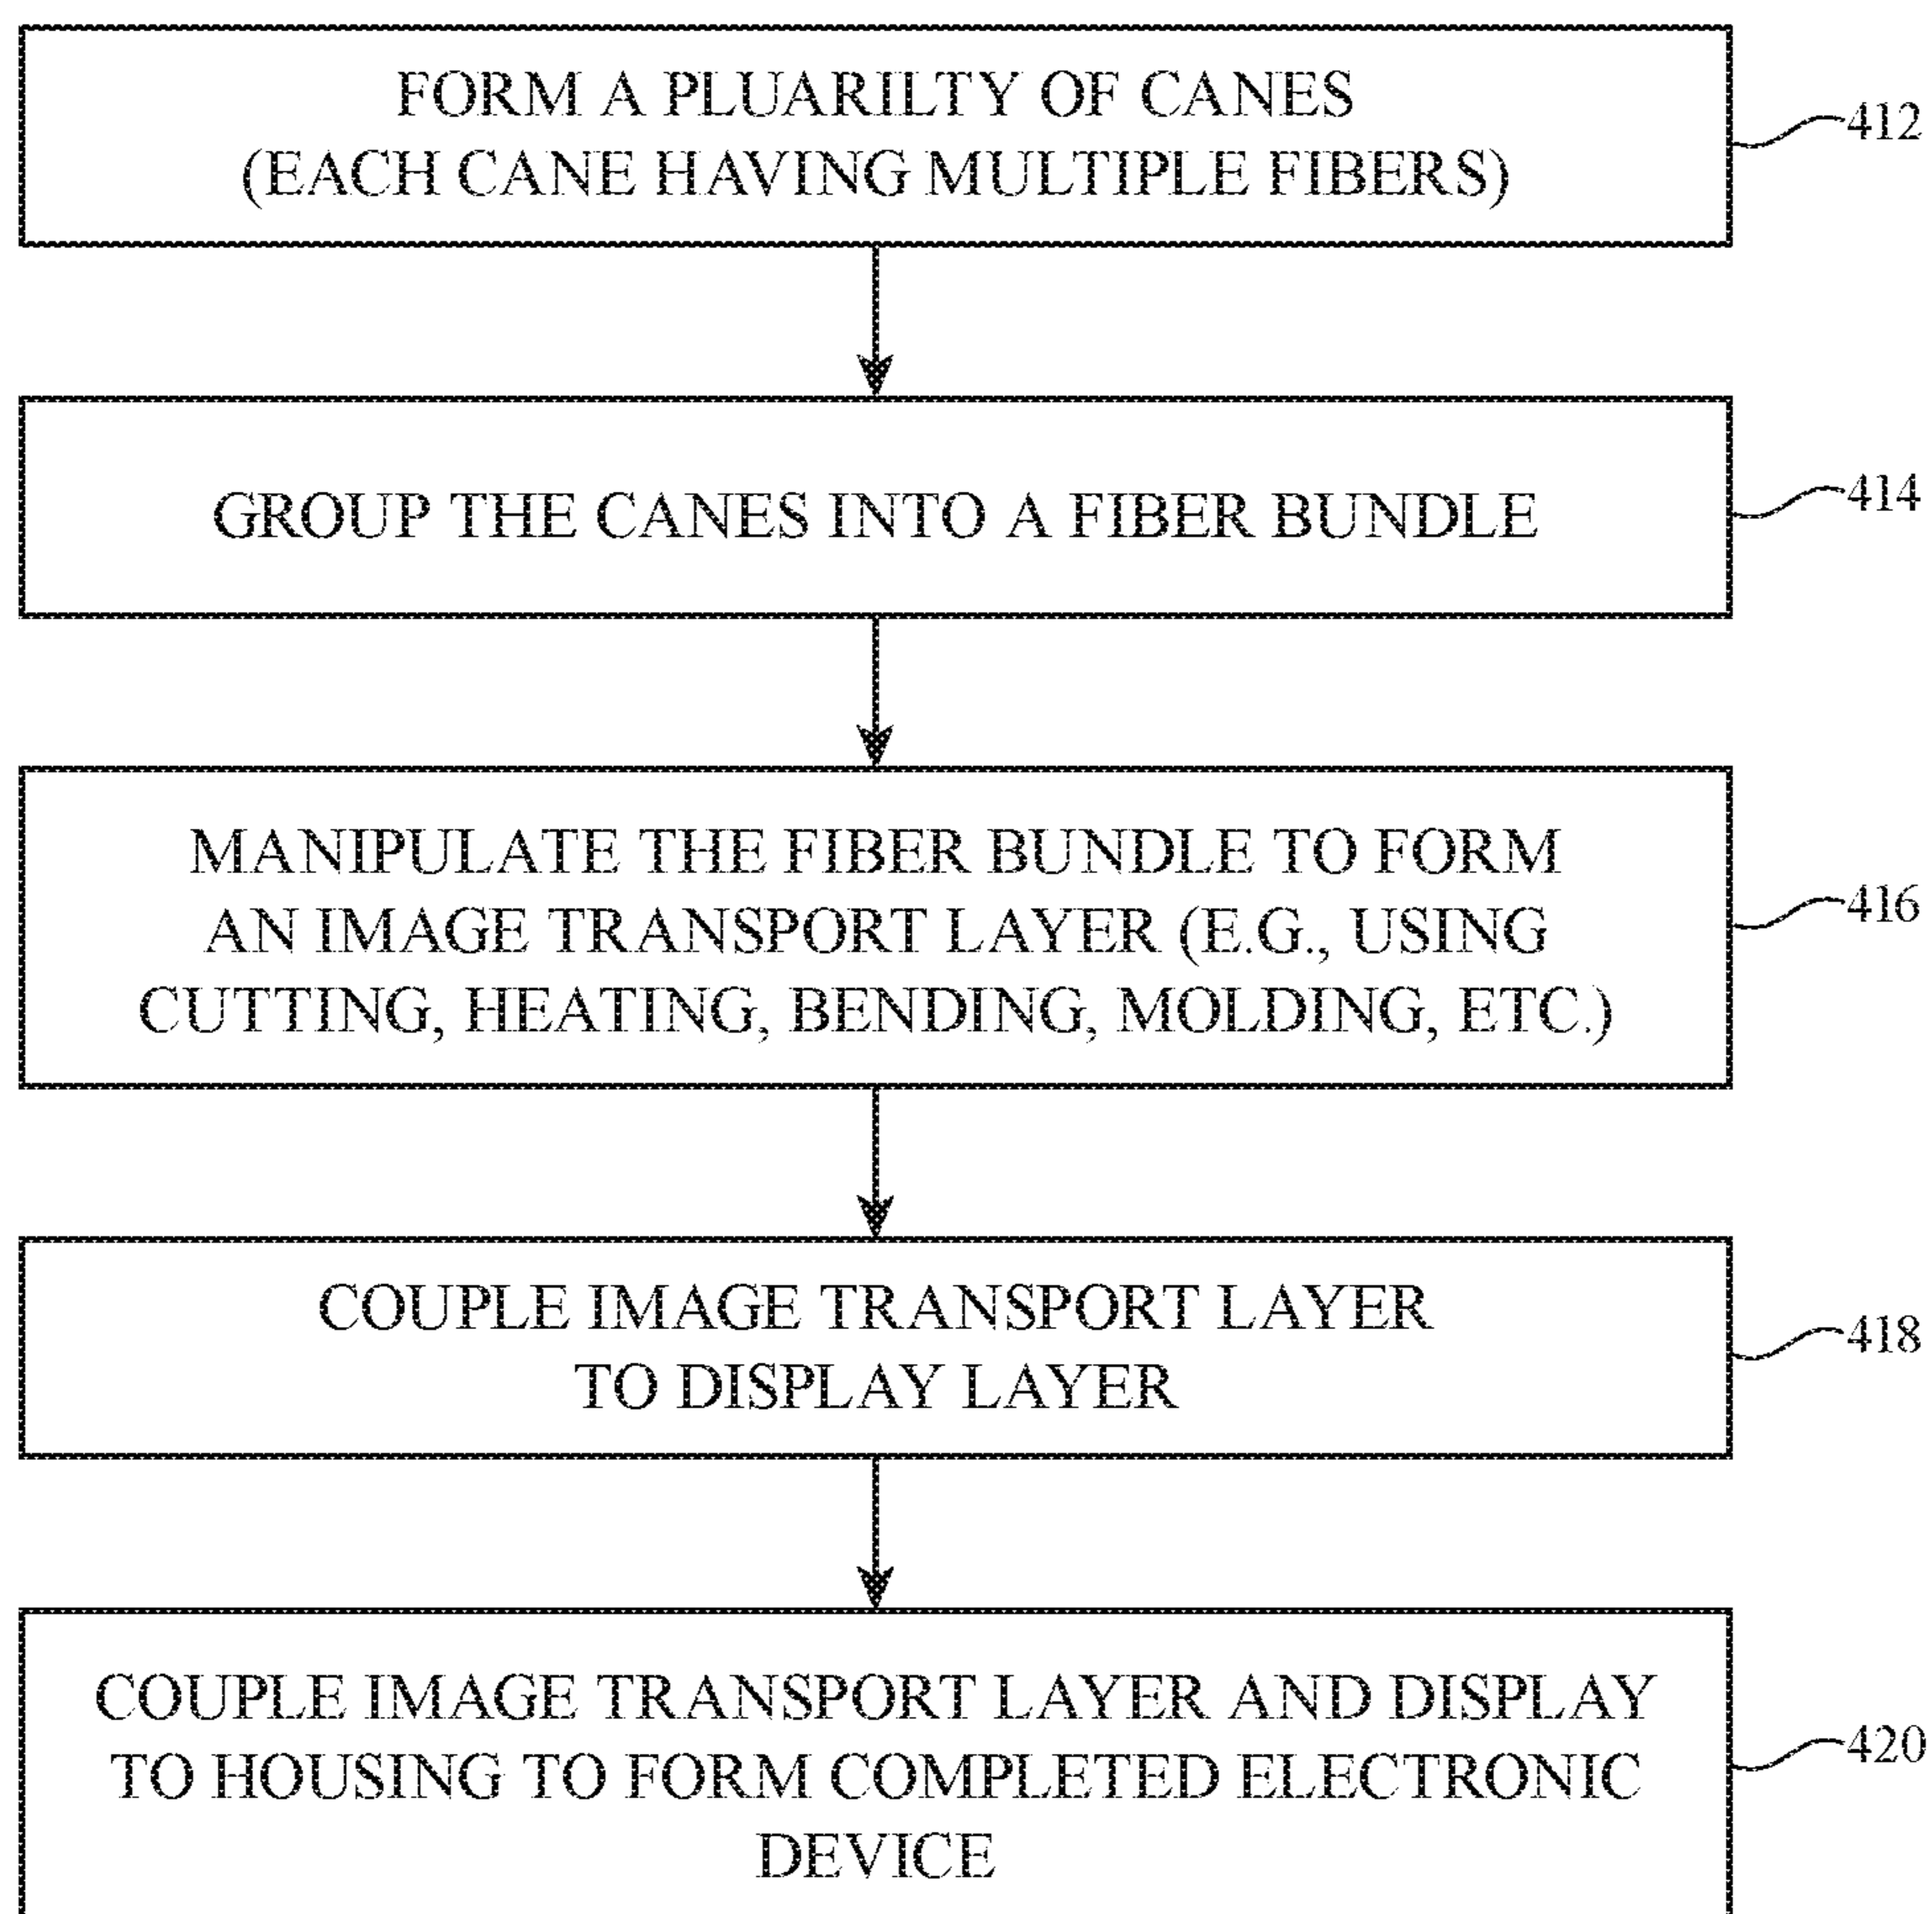 FORM A PLUARILTY OF CANES
(EACH CANE HAVING MULTIPLE FIBERS)
412
GROUP THE CANES INTO A FIBER BUNDLE
414
MANIPULATE THE FIBER BUNDLE TO FORM
AN IMAGE TRANSPORT LAYER (E.G., USING
CUTTING, HEATING, BENDING, MOLDING, ETC.)
416
COUPLE IMAGE TRANSPORT LAYER
TO DISPLAY LAYER
418
COUPLE IMAGE TRANSPORT LAYER AND DISPLAY
TO HOUSING TO FORM COMPLETED ELECTRONIC
DEVICE
420